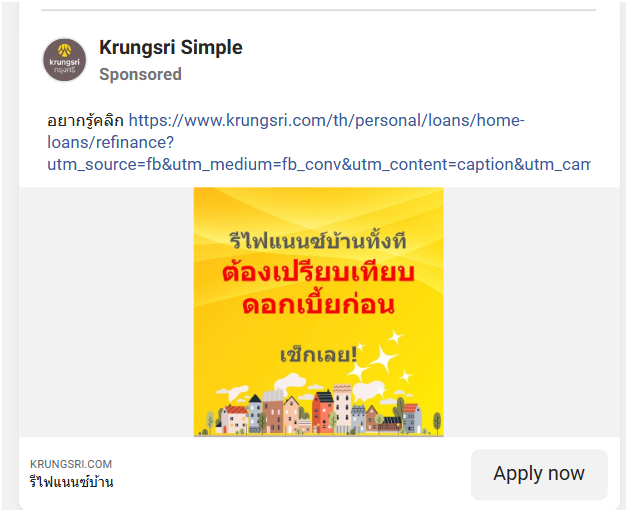 krungsri
กรุงศรี
Krungsri Simple
Sponsored
อยากรู้คลิก https://www.krungsri.com/th/personal/loans/home-
loans/refinance?
utm_source=fb&utm_medium=fb_conv&utm_content=caption&utm_cam
รีไฟแนนซ์บ้านทั้งที
ต้องเปรียบเทียบ
ดอกเบี้ยก่อน
เช็กเลย!
KRUNGSRI.COM
รีไฟแนนซ์บ้าน
Apply now